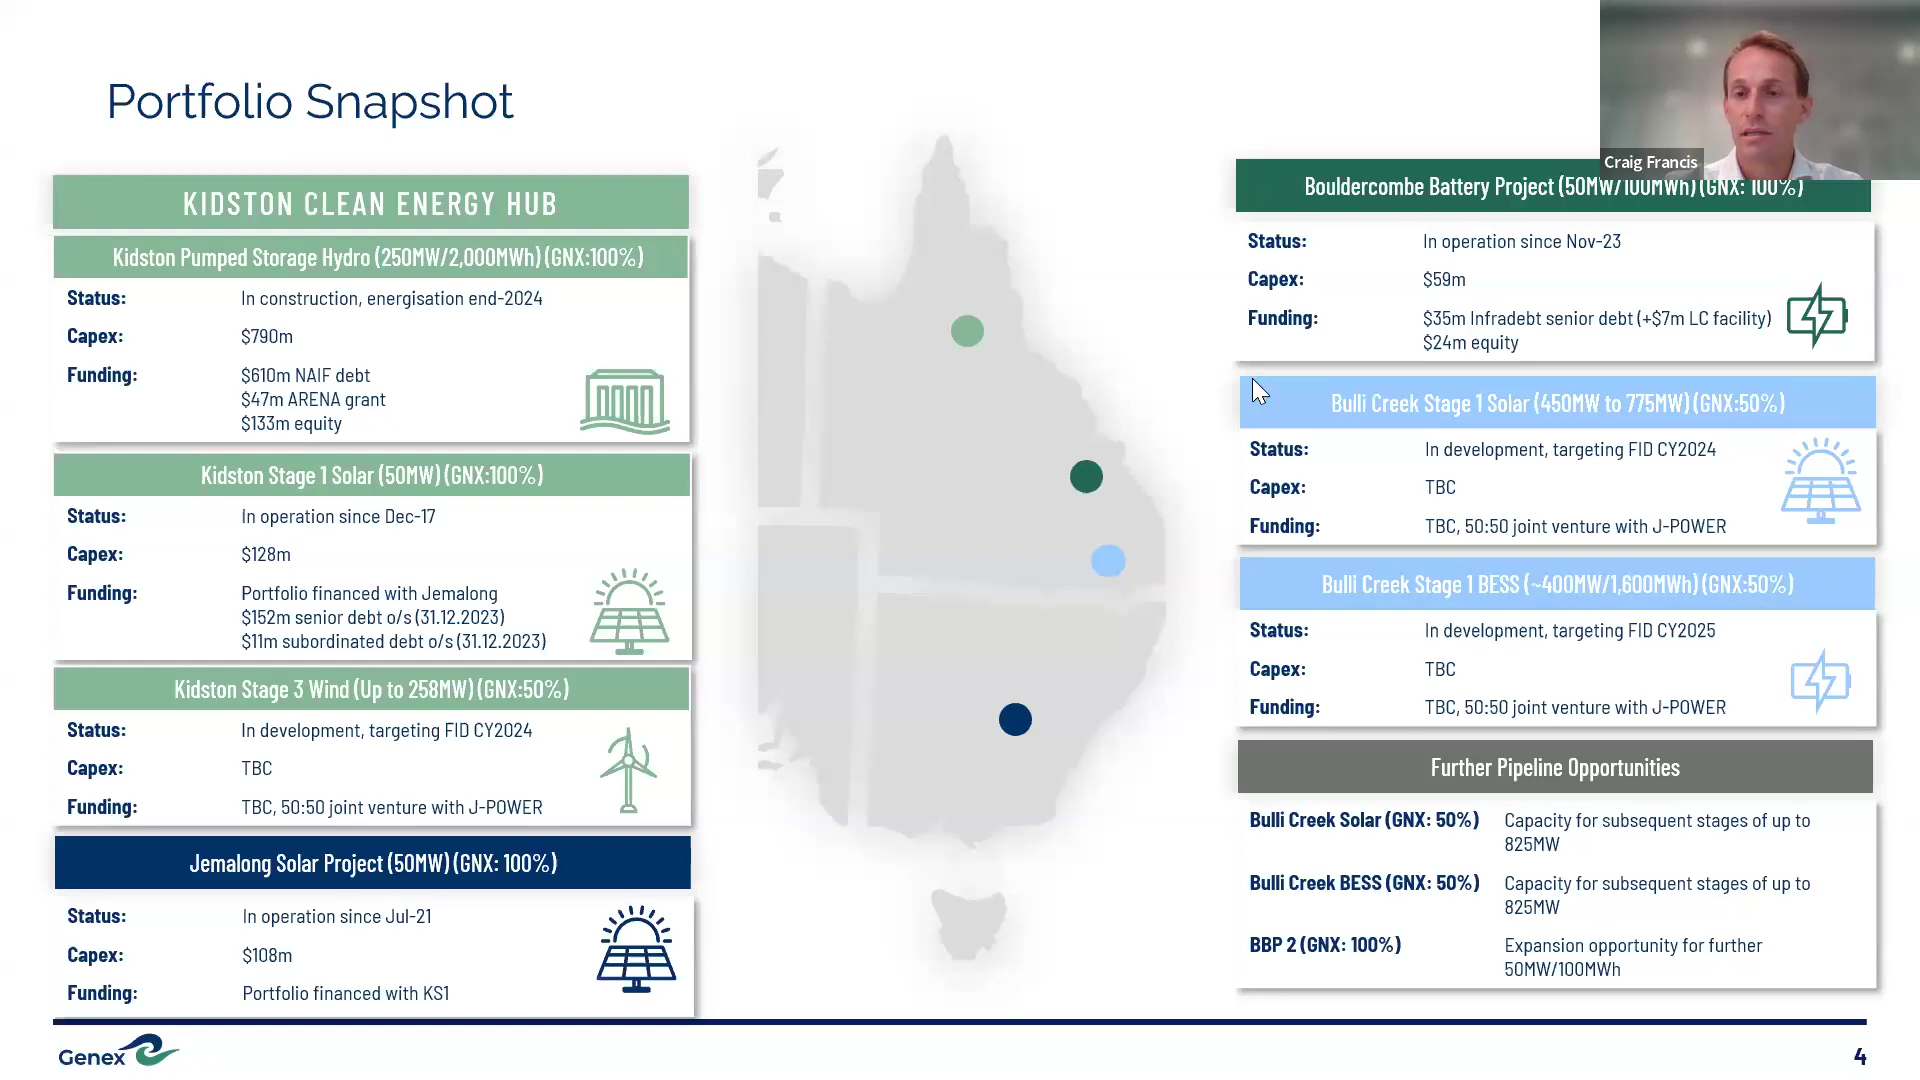 Portfolio Snapshot
KIDSTON CLEAN ENERGY HUB
Kidston Pumped Storage Hydro (250MW/2,000MWh) (GNX:100%)
Status: In construction, energisation end-2024
Capex: $790m
Funding: $610m NAIF debt
$47m ARENA grant
$133m equity
Kidston Stage 1 Solar (50MW) (GNX:100%)
Status: In operation since Dec-17
Capex: $128m
Funding: Portfolio financed with Jemalong
$152m senior debt o/s (31.12.2023)
$11m subordinated debt o/s (31.12.2023)
Kidston Stage 3 Wind (Up to 258MW) (GNX:50%)
Status: In development, targeting FID CY2024
Capex: TBC
Funding: TBC, 50:50 joint venture with J-POWER
Jemalong Solar Project (50MW) (GNX: 100%)
Status: In operation since Jul-21
Capex: $108m
Funding: Portfolio financed with KS1
Craig Francis
Bouldercombe Battery Project (50MW/100MWh) (GNX: 100%)
Status: In operation since Nov-23
Capex: $59m
Funding: $35m Infradebt senior debt (+$7m LC facility)
$24m equity
Bulli Creek Stage 1 Solar (450MW to 775MW) (GNX:50%)
Status: In development, targeting FID CY2024
Capex: TBC
Funding: TBC, 50:50 joint venture with J-POWER
Bulli Creek Stage 1 BESS (~400MW/1,600MWh) (GNX:50%)
Status: In development, targeting FID CY2025
Capex: TBC
Funding: TBC, 50:50 joint venture with J-POWER
Further Pipeline Opportunities
Bulli Creek Solar (GNX: 50%) Capacity for subsequent stages of up to
825MW
Bulli Creek BESS (GNX: 50%) Capacity for subsequent stages of up to
825MW
BBP 2 (GNX: 100%) Expansion opportunity for further
50MW/100MWh
Genex
4